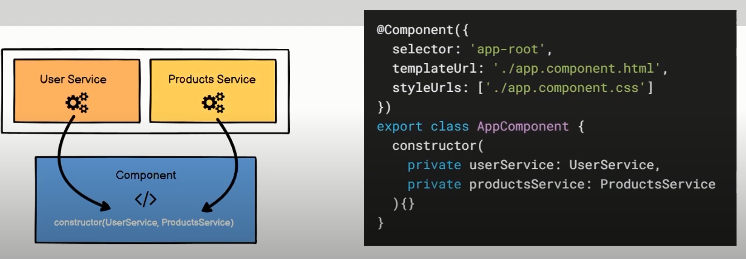 User Service
Products Service
Component
</>
constructor(UserService, ProductsService)
@Component({
  selector: 'app-root',
  templateUrl: './app.component.html',
  styleUrls: ['./app.component.css']
})
export class AppComponent {
  constructor(
    private userService: UserService,
    private productsService: ProductsService
  ){}
}